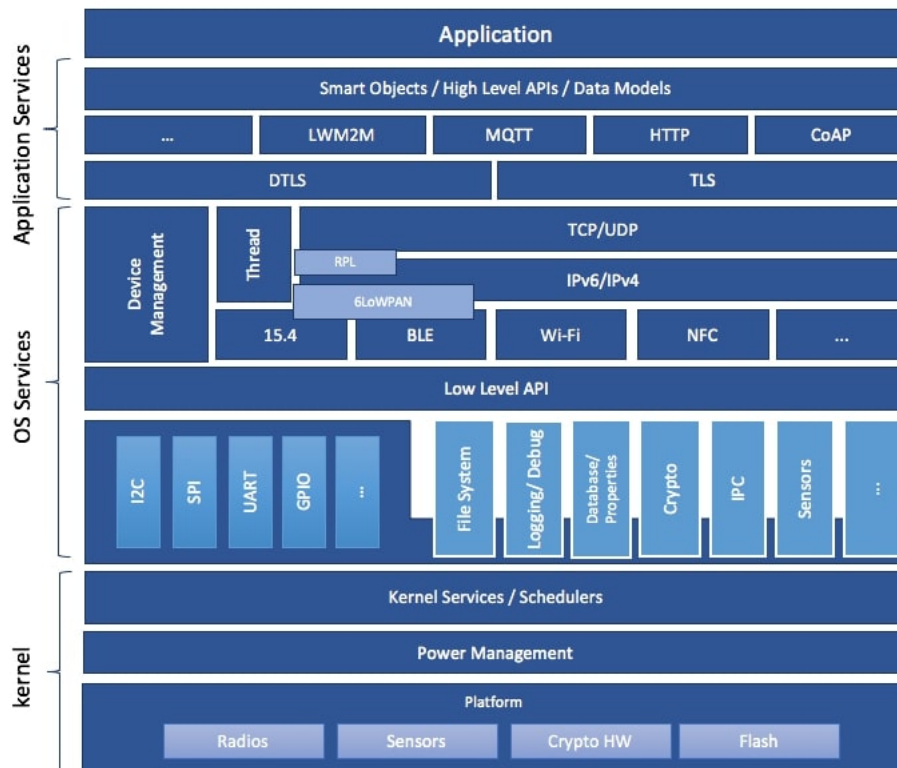 Application
Application Services
Smart Objects / High Level APIs / Data Models
...
LWM2M
MQTT
HTTP
CoAP
DTLS
TLS
OS Services
Device
Management
Thread
TCP/UDP
RPL
IPv6/IPv4
6LoWPAN
15.4
BLE
Wi-Fi
NFC
...
Low Level API
I2C
SPI
UART
GPIO
...
File System
Logging/ Debug
Database/
Properties
Crypto
IPC
Sensors
...
kernel
Kernel Services / Schedulers
Power Management
Platform
Radios
Sensors
Crypto HW
Flash